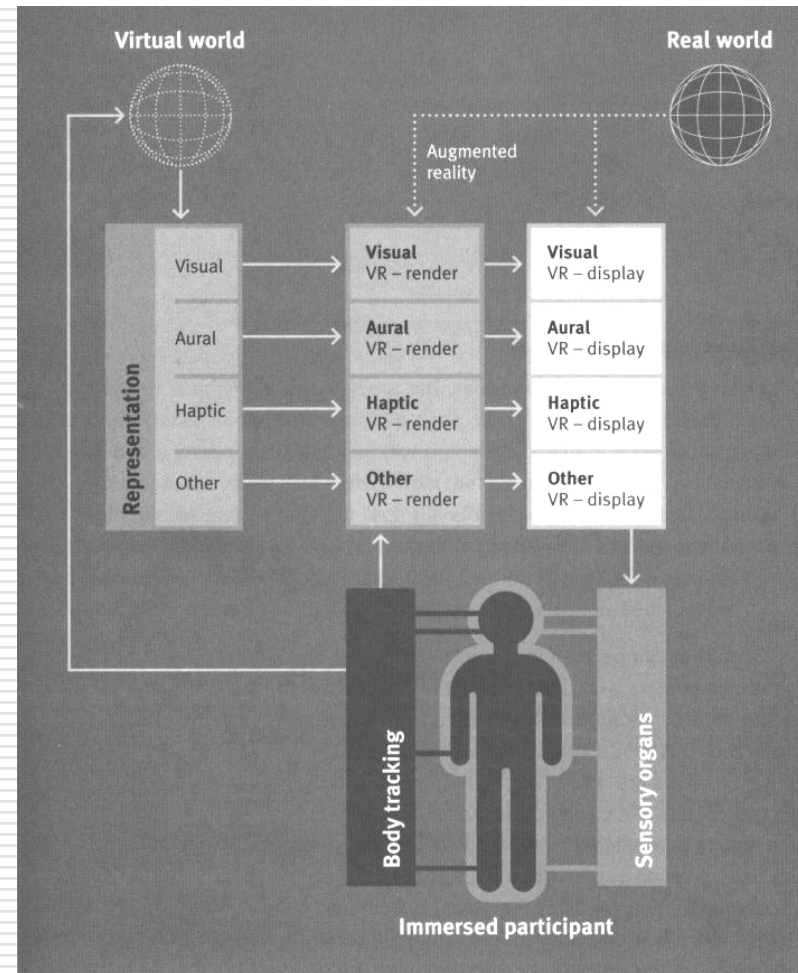 Virtual world
Real world
Augmented
reality
Representation
Visual
Aural
Haptic
Other
Visual
VR – render
Aural
VR – render
Haptic
VR – render
Other
VR – render
Visual
VR – display
Aural
VR – display
Haptic
VR – display
Other
VR – display
Body tracking
Sensory organs
Immersed participant